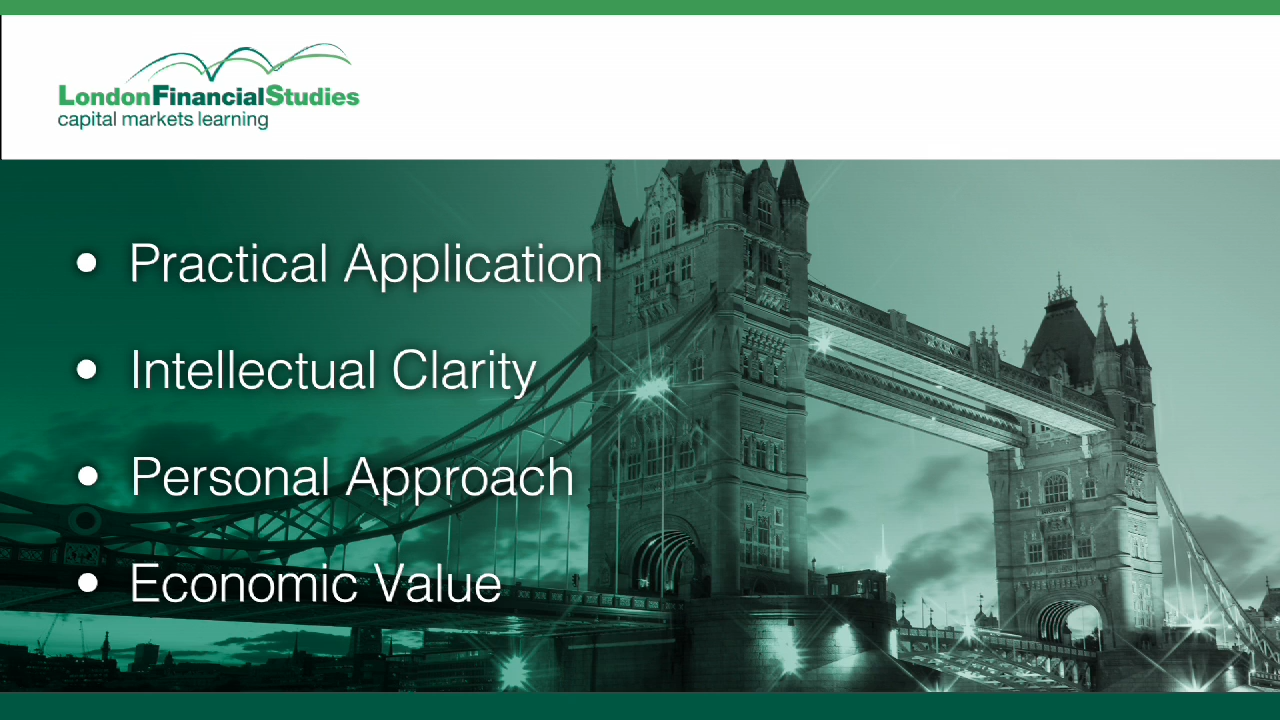 LondonFinancialStudies
capital markets learning
• Practical Application
• Intellectual Clarity
• Personal Approach
• Economic Value